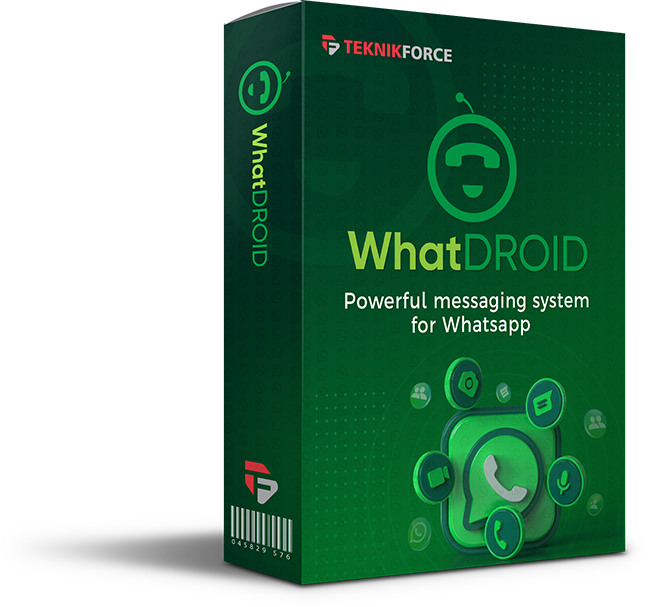 TEKNIKFORCE
WhatDROID
WhatDROID
Powerful messaging system
for Whatsapp
045829 576